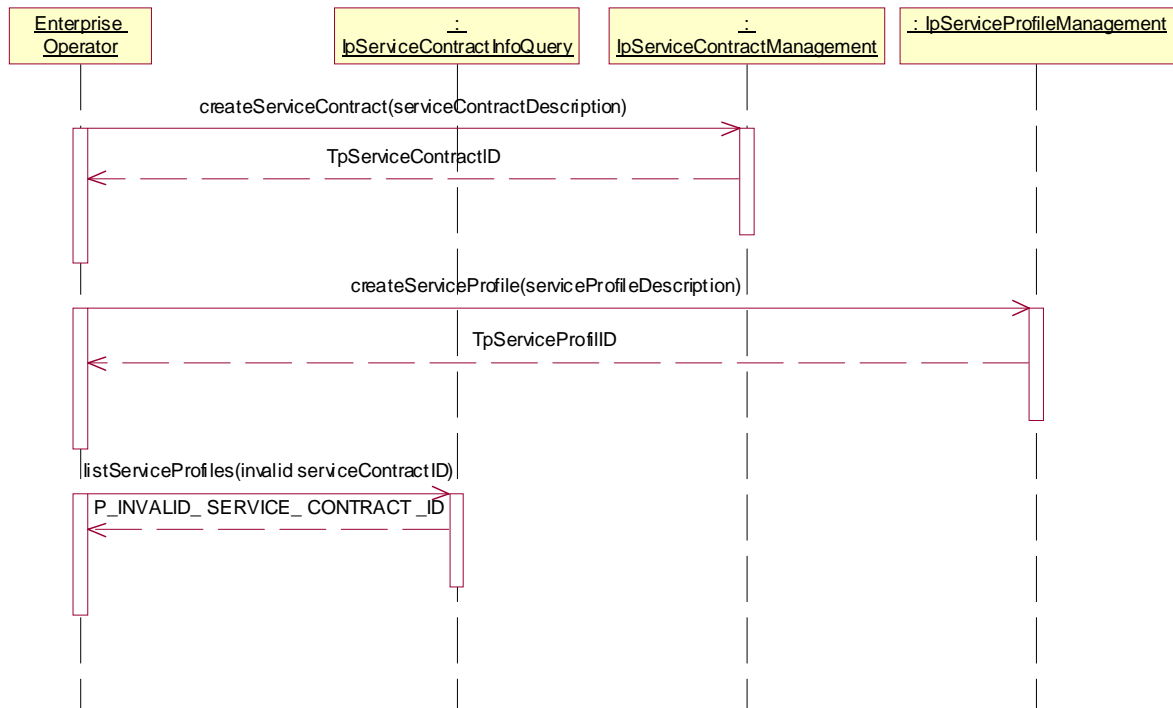 Enterprise
Operator
:
IpServiceContractInfoQuery
:
IpServiceContractManagement
: IpServiceProfileManagement
createServiceContract(serviceContractDescription)
TpServiceContractID
createServiceProfile(serviceProfileDescription)
TpServiceProfilID
listServiceProfiles(invalid serviceContractID)
P_INVALID_ SERVICE_ CONTRACT _ID